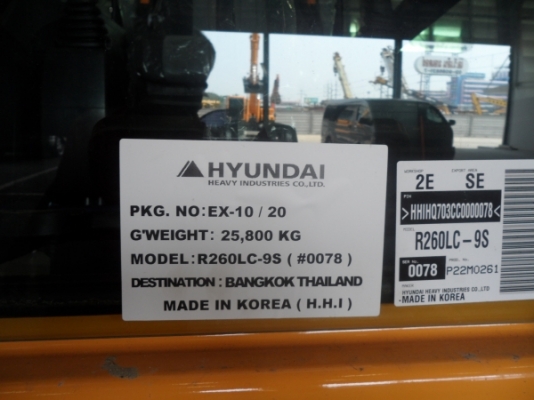 HYUNDAI
HEAVY INDUSTRIES CO.,LTD.
PKG. NO:EX-10 / 20
G'WEIGHT: 25,800 KG
MODEL:R260LC-9S ( #0078 )
DESTINATION : BANGKOK THAILAND
MADE IN KOREA ( H.H.I )
2E SE
>HHIHQ703CC0000078<
MODEL
R260LC-9S
0078 P22M0261
HYUNDAI HEAVY INDUSTRIES CO.,LTD
MADE IN KOREA